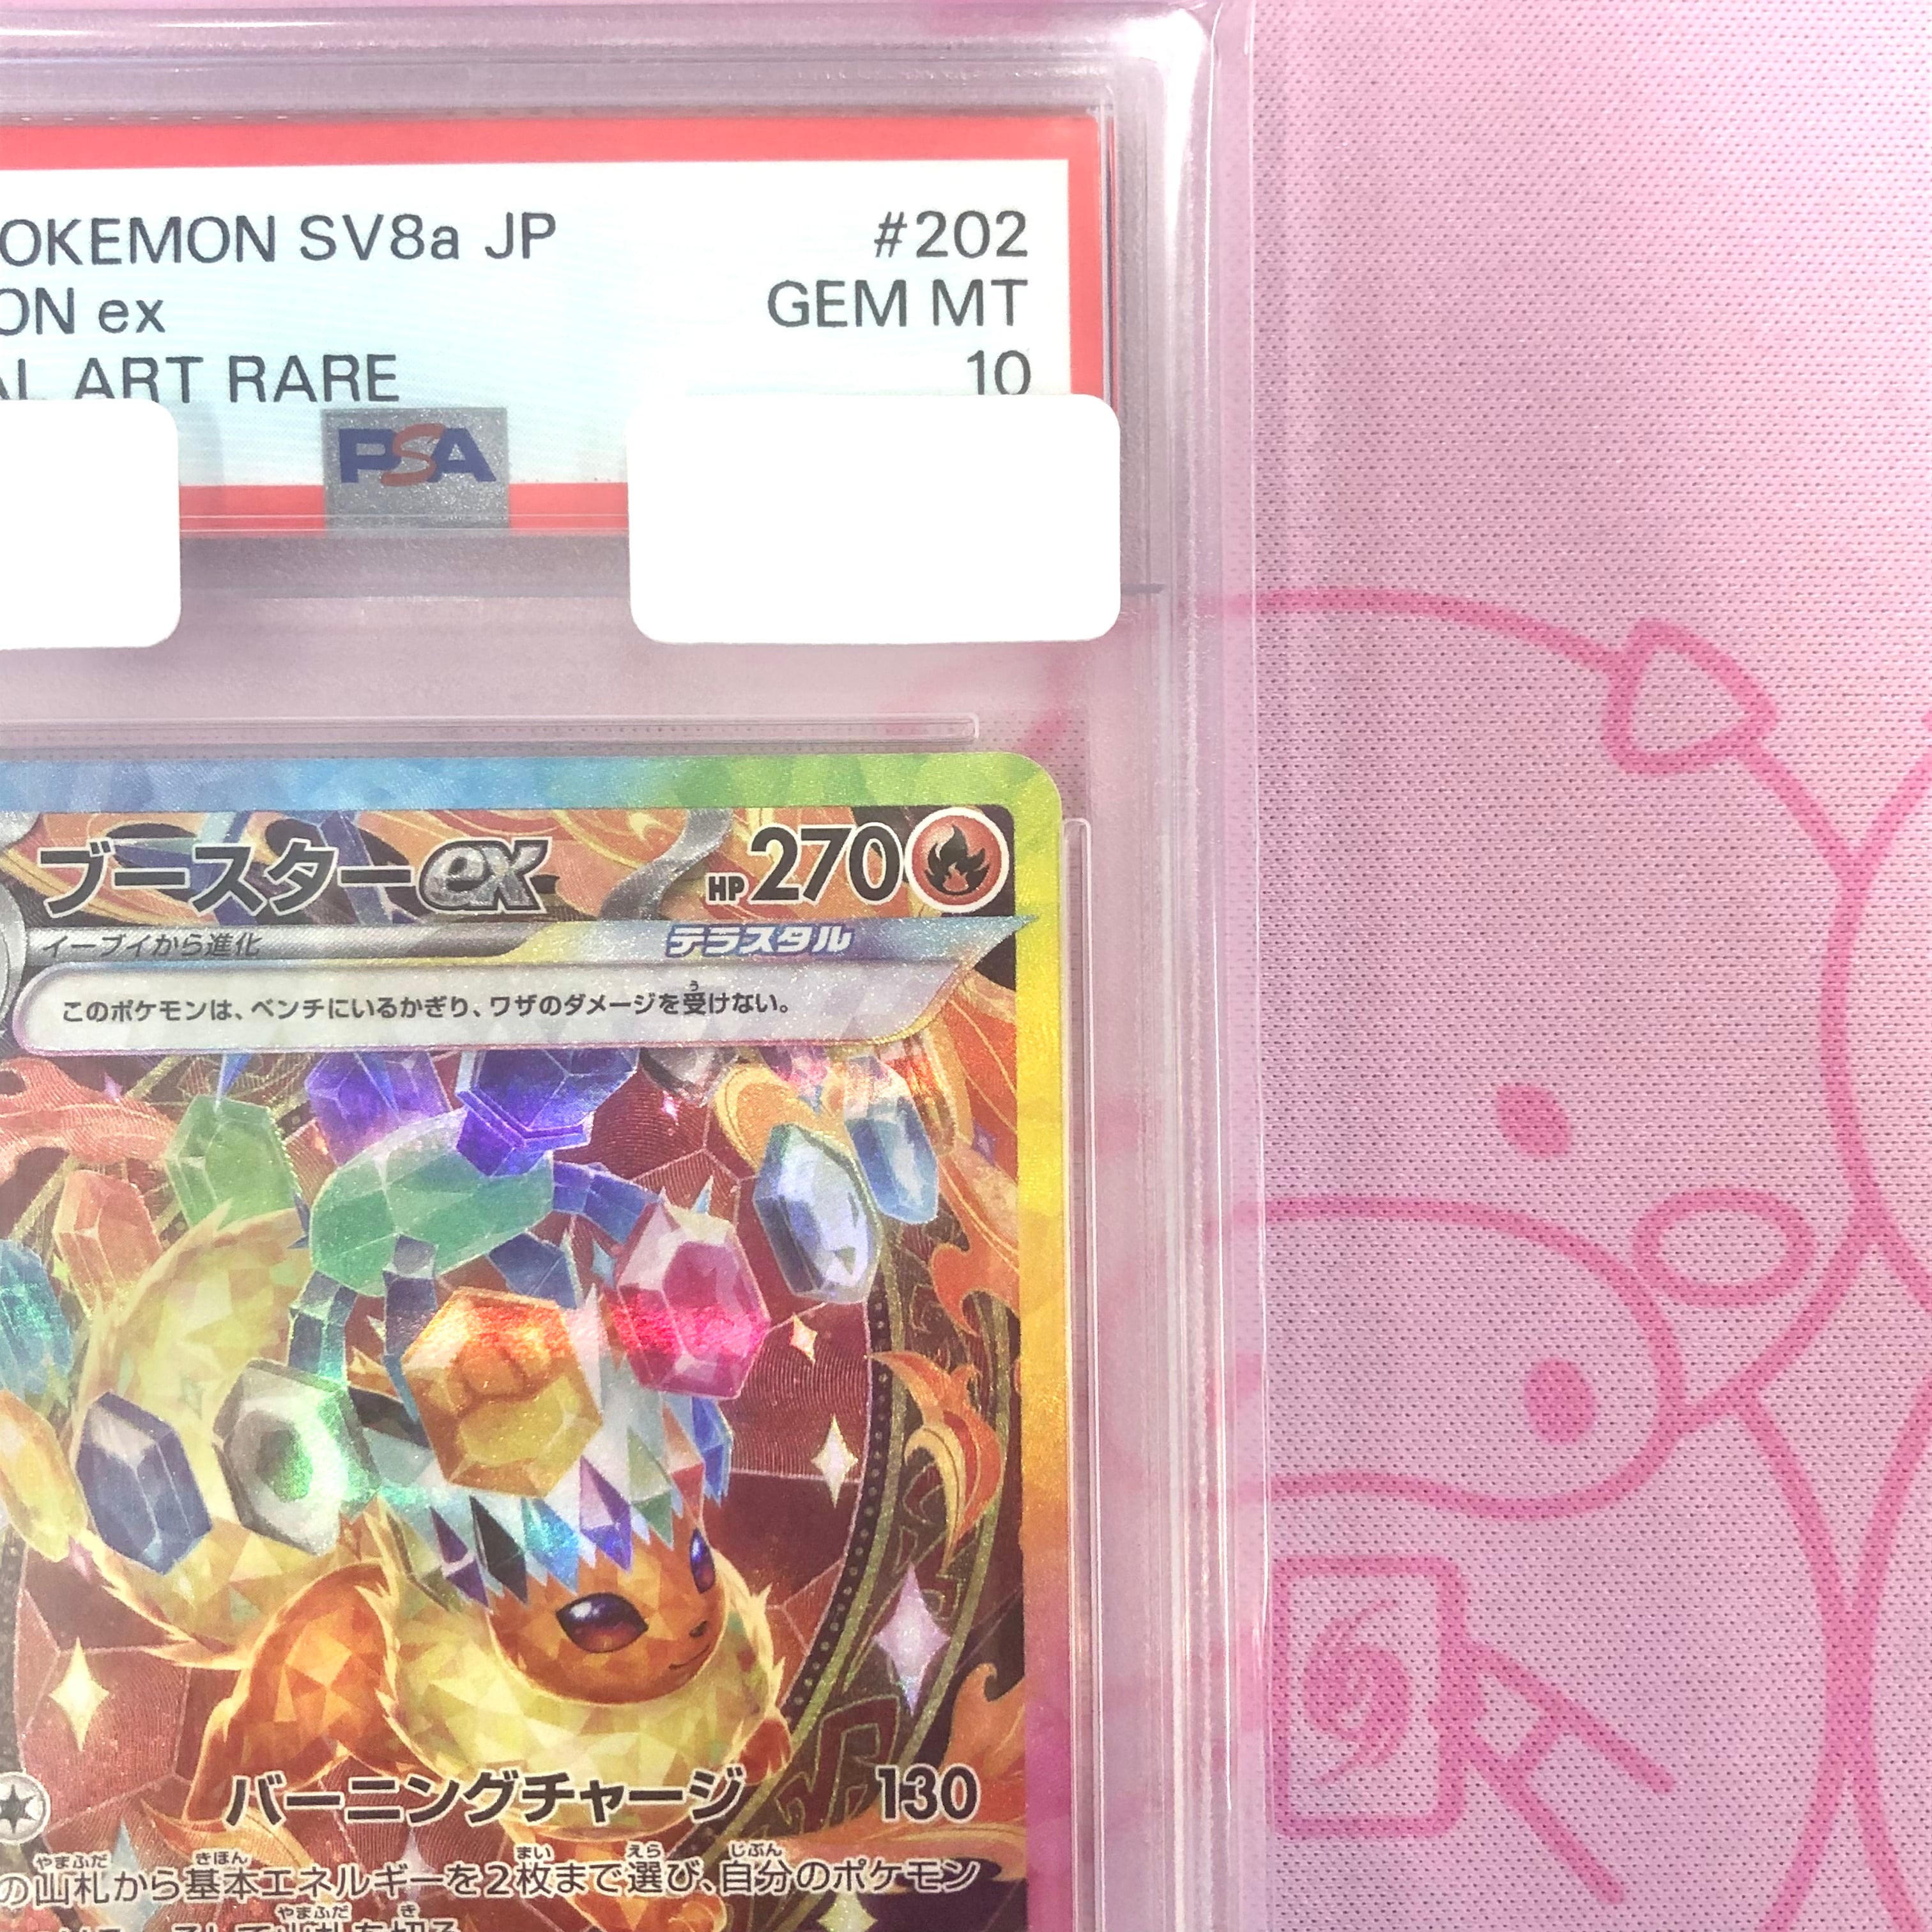 OKEMON SV8a JP #202
ON ex GEM MT
AL ART RARE 10
PSA
ブースターex HP270
イーブイから進化 テラスタル
このポケモンは、ベンチにいるかぎり、ワザのダメージを受けない。
バーニングチャージ 130
の山札から基本エネルギーを2枚まで選び、自分のポケモン